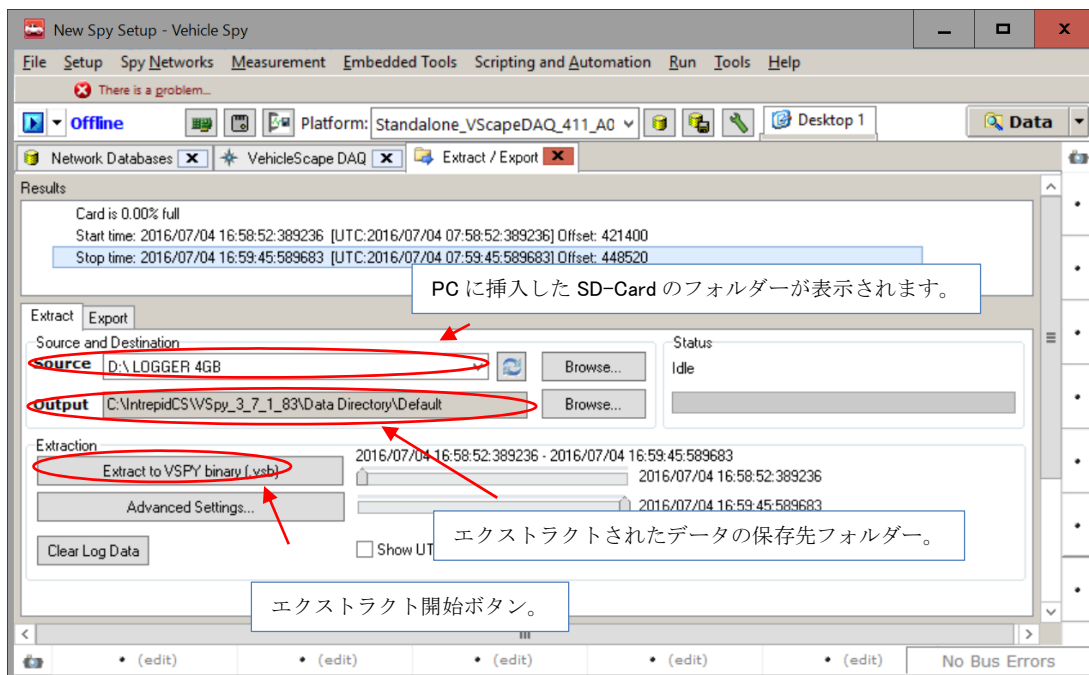 New Spy Setup - Vehicle Spy
File Setup Spy Networks Measurement Embedded Tools Scripting and Automation Run Tools Help
There is a problem...
Offline Platform: Standalone_VScapeDAQ_411_A0 Desktop 1 Data
Network Databases VehicleScape DAQ Extract / Export
Results
Card is 0.00% full
Start time: 2016/07/04 16:58:52:389236 [UTC:2016/07/04 07:58:52:389236] Offset: 421400
Stop time: 2016/07/04 16:59:45:589683 [UTC:2016/07/04 07:59:45:589683] Offset: 448520
PC に挿入した SD-Card のフォルダーが表示されます。
Extract Export
Source and Destination
Source D:\ LOGGER 4GB Browse...
Output C:\IntrepidCS\VSpy_3_7_1_83\Data Directory\Default Browse...
Status
Idle
Extraction
Extract to VSPY binary (.vsb)
2016/07/04 16:58:52:389236 - 2016/07/04 16:59:45:589683
2016/07/04 16:58:52:389236
Advanced Settings...
2016/07/04 16:59:45:589683
エクストラクトされたデータの保存先フォルダー。
Clear Log Data
Show UT
エクストラクト開始ボタン。
(edit) (edit) (edit) (edit) (edit) No Bus Errors